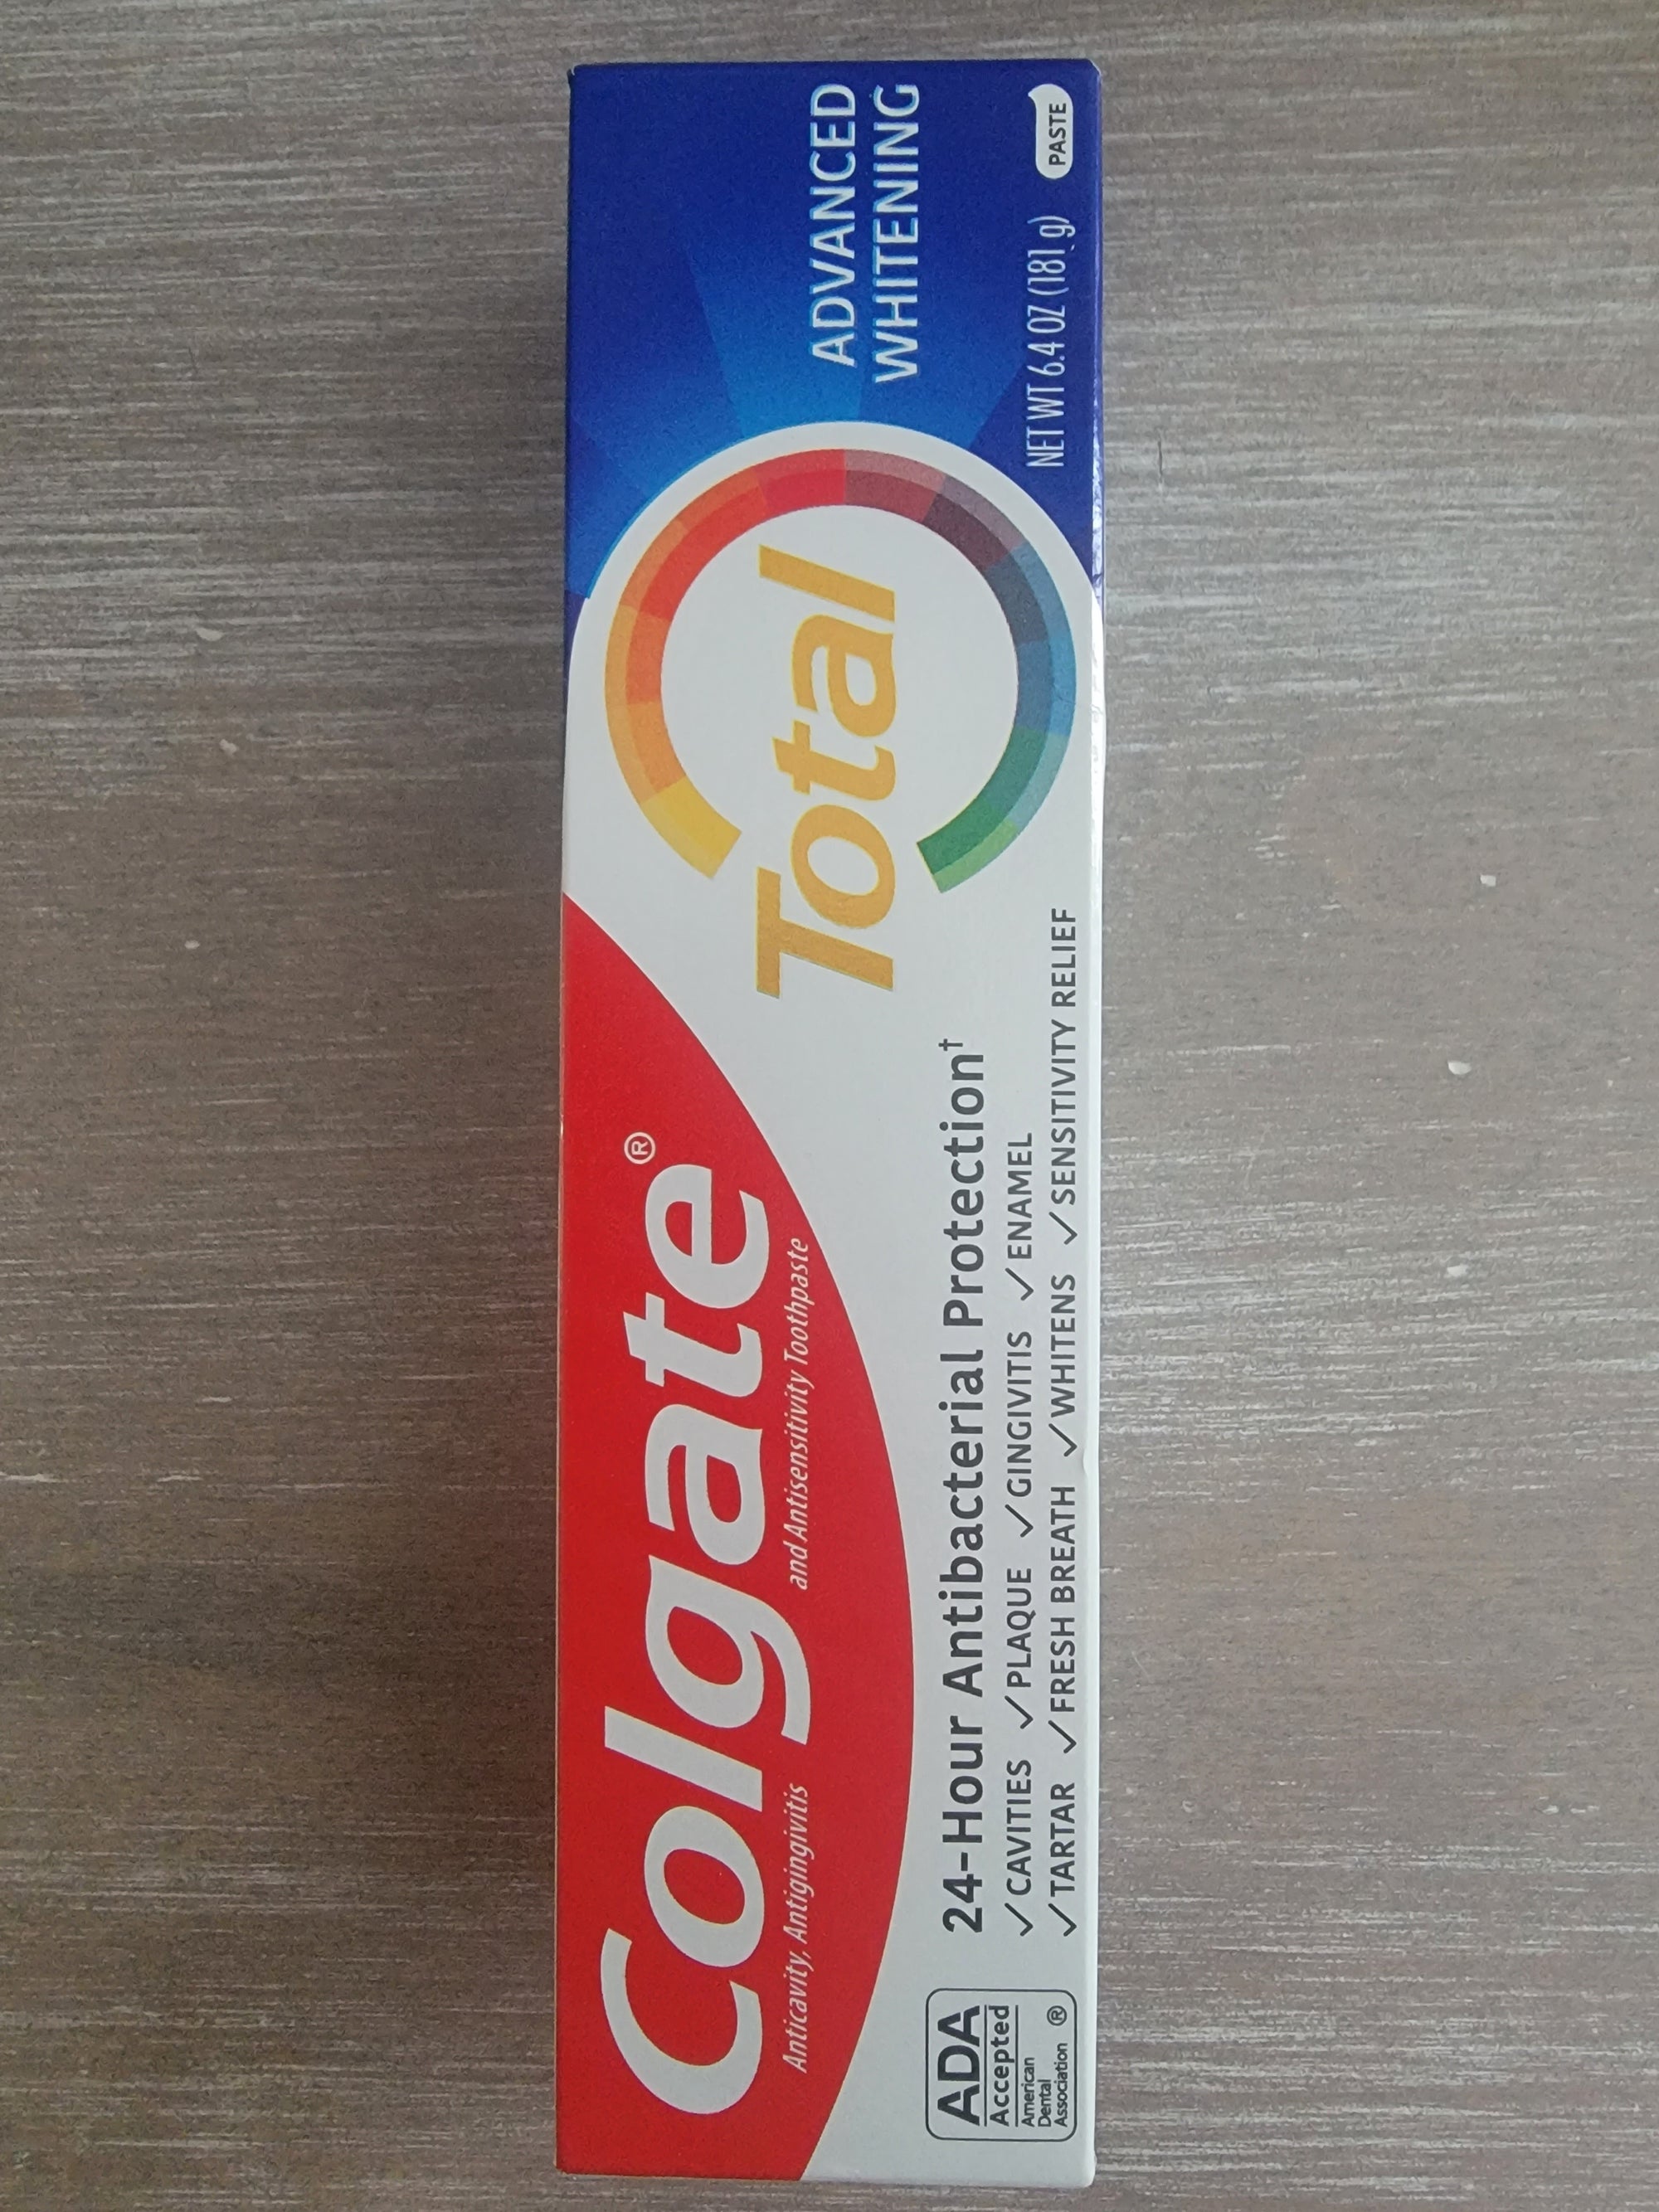 Colgate®
Anticavity, Antigingivitis and Antisensitivity Toothpaste
Total
ADVANCED
WHITENING
ADA
Accepted
American
Dental
Association ®
24-Hour Antibacterial Protection†
✓CAVITIES ✓PLAQUE ✓GINGIVITIS ✓ENAMEL
✓TARTAR ✓FRESH BREATH ✓WHITENS ✓SENSITIVITY RELIEF
NET WT 6.4 OZ (181 g)
PASTE